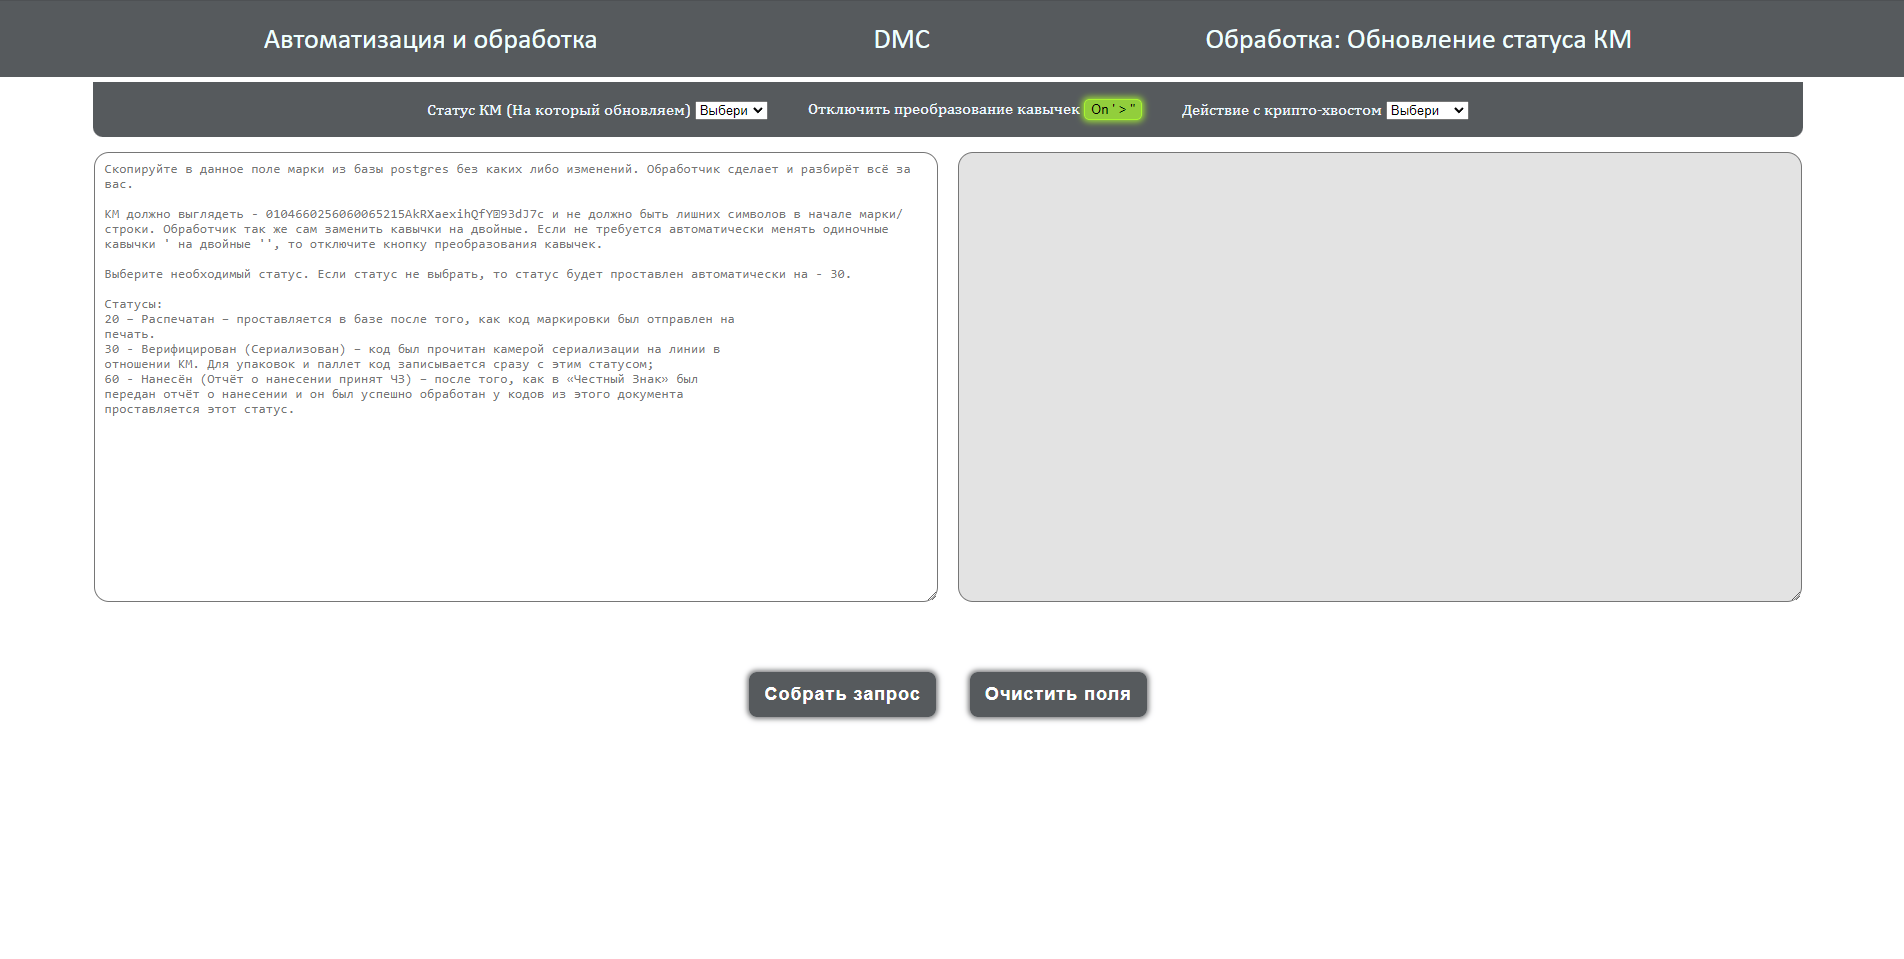 Автоматизация и обработка
DMC
Обработка: Обновление статуса КМ
Статус КМ (На который обновляем) Выбери
Отключить преобразование кавычек On ' > "
Действие с крипто-хвостом Выбери
Скопируйте в данное поле марки из базы postgres без каких либо изменений. Обработчик сделает и разбирёт всё за
вас.
КМ должно выглядеть - 0104660256060065215AkRXaexihQfY␝93dJ7c и не должно быть лишних символов в начале марки/
строки. Обработчик так же сам заменить кавычки на двойные. Если не требуется автоматически менять одиночные
кавычки ' на двойные '', то отключите кнопку преобразования кавычек.
Выберите необходимый статус. Если статус не выбрать, то статус будет проставлен автоматически на - 30.
Статусы:
20 – Распечатан – проставляется в базе после того, как код маркировки был отправлен на
печать.
30 - Верифицирован (Сериализован) – код был прочитан камерой сериализации на линии в
отношении КМ. Для упаковок и паллет код записывается сразу с этим статусом;
60 - Нанесён (Отчёт о нанесении принят ЧЗ) – после того, как в «Честный Знак» был
передан отчёт о нанесении и он был успешно обработан у кодов из этого документа
проставляется этот статус.
Собрать запрос
Очистить поля